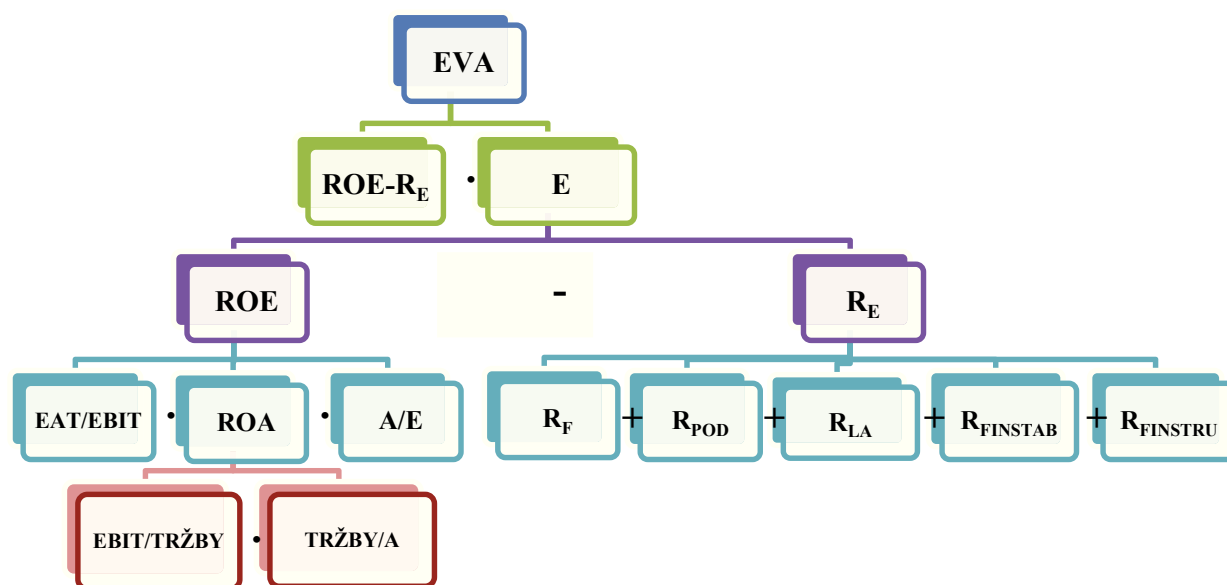 EVA
ROE-R_E · E
ROE - R_E
EAT/EBIT · ROA · A/E R_F + R_POD + R_LA + R_FINSTAB + R_FINSTRU
EBIT/TRŽBY · TRŽBY/A